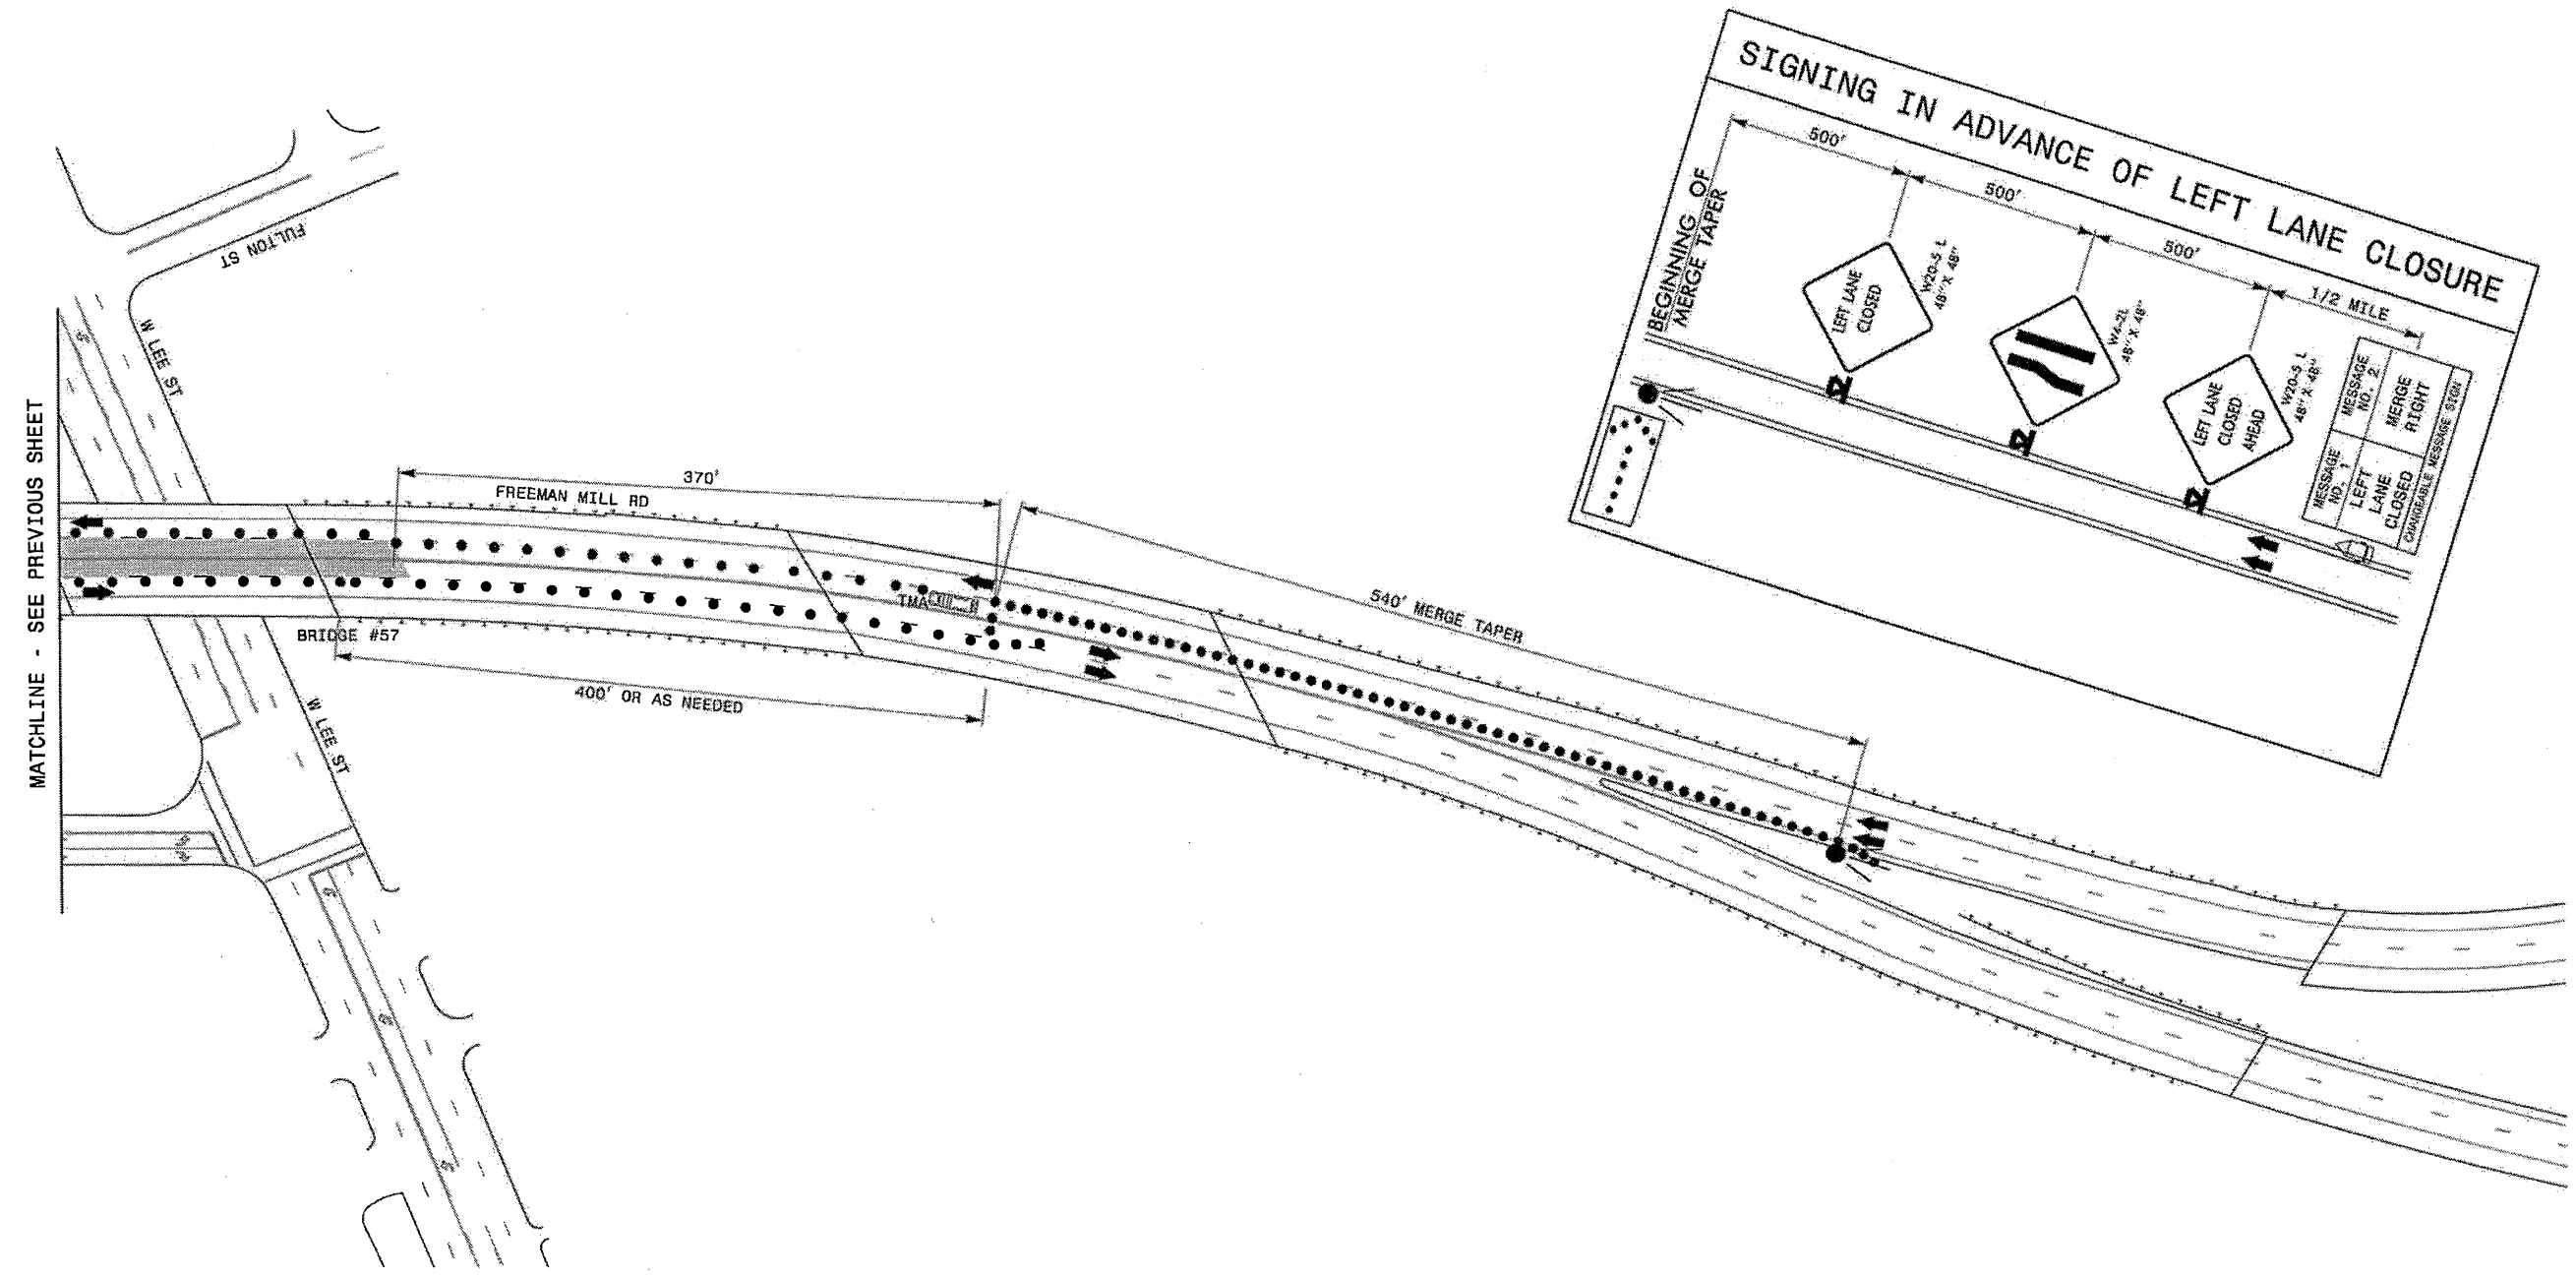 SIGNING IN ADVANCE OF LEFT LANE CLOSURE
500'
500'
500'
1/2 MILE
BEGINNING OF
MERGE TAPER
LEFT LANE
CLOSED
W20-5 L
48" X 48"
W4-2L
48" X 48"
LEFT LANE
CLOSED
AHEAD
W20-5 L
48" X 48"
MESSAGE
NO. 1
MESSAGE
NO. 2
LEFT
LANE
CLOSED
MERGE
RIGHT
CHANGEABLE MESSAGE SIGN
FULTON ST
W LEE ST
MATCHLINE - SEE PREVIOUS SHEET
370'
FREEMAN MILL RD
TMA
540' MERGE TAPER
BRIDGE #57
400' OR AS NEEDED
W LEE ST